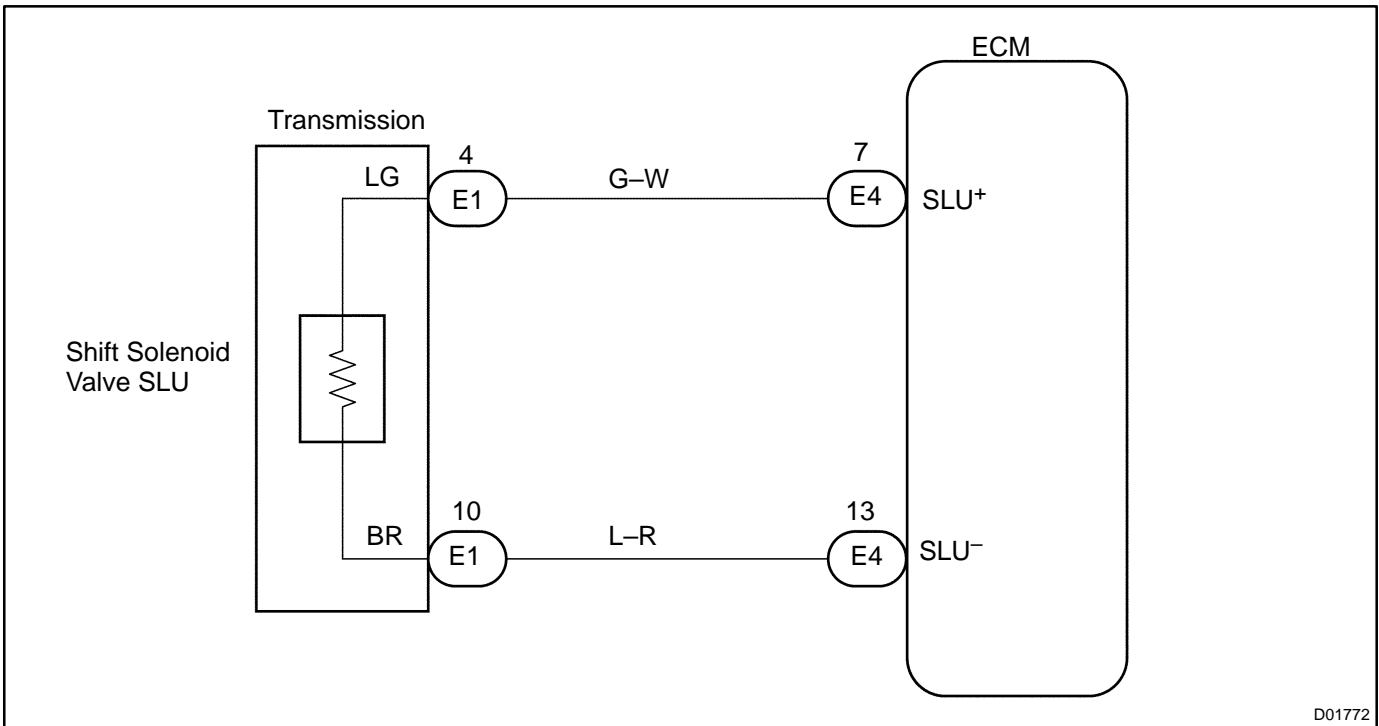 ECM
Transmission
LG
4
E1
G–W
7
E4
SLU+
Shift Solenoid
Valve SLU
BR
10
E1
L–R
13
E4
SLU–
D01772